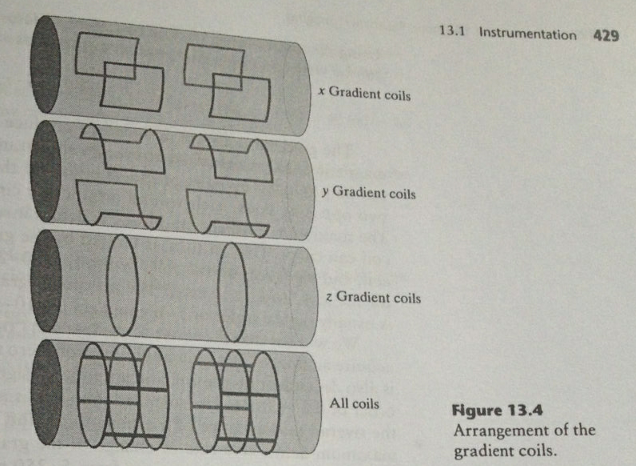 13.1 Instrumentation 429
x Gradient coils
y Gradient coils
z Gradient coils
All coils
Figure 13.4
Arrangement of the
gradient coils.